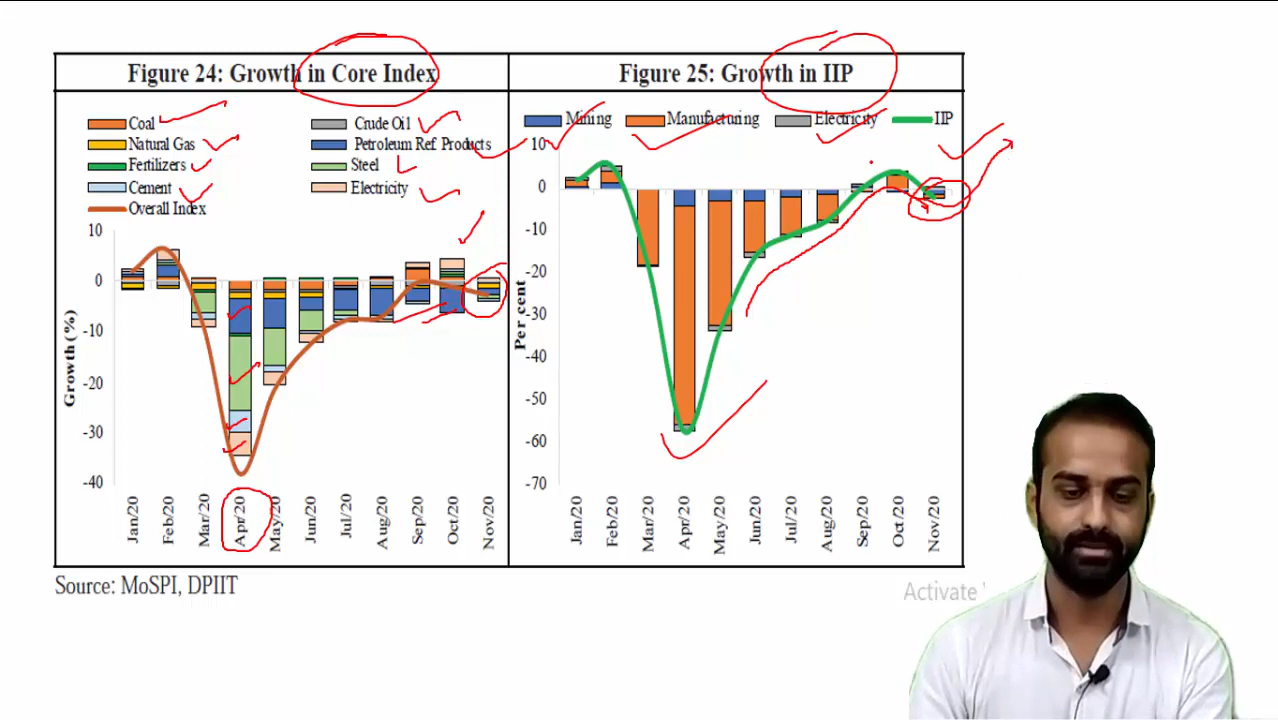 Figure 24: Growth in Core Index
Coal
Crude Oil
Natural Gas
Petroleum Ref Products
Fertilizers
Steel
Cement
Electricity
Overall Index
10
0
-10
-20
-30
-40
Growth (%)
Jan/20
Feb/20
Mar/20
Apr/20
May/20
Jun/20
Jul/20
Aug/20
Sep/20
Oct/20
Nov/20
Figure 25: Growth in IIP
Mining
Manufacturing
Electricity
IIP
10
0
-10
-20
-30
-40
-50
-60
-70
Per cent
Jan/20
Feb/20
Mar/20
Apr/20
May/20
Jun/20
Jul/20
Aug/20
Sep/20
Oct/20
Nov/20
Source: MoSPI, DPIIT
Activate